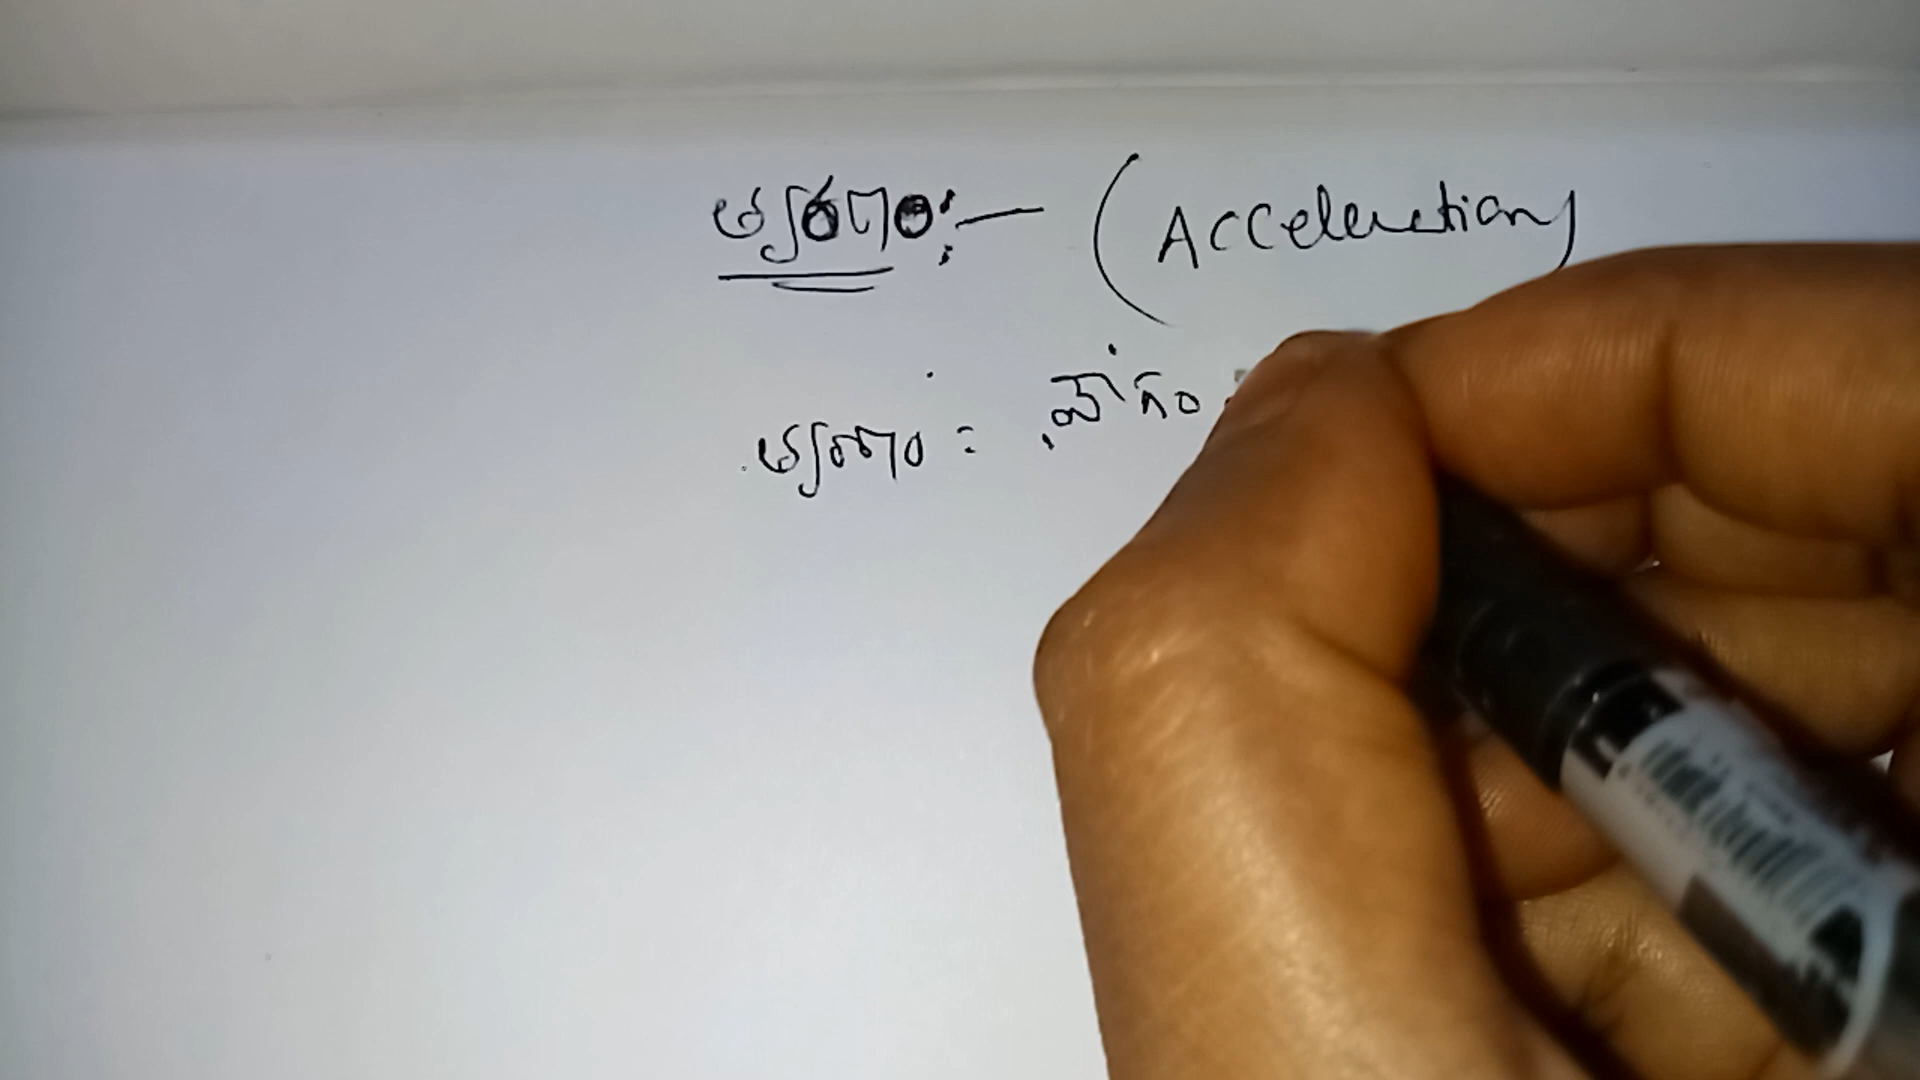 త్వరణం:— (Acceleration)
త్వరణం = వేగం